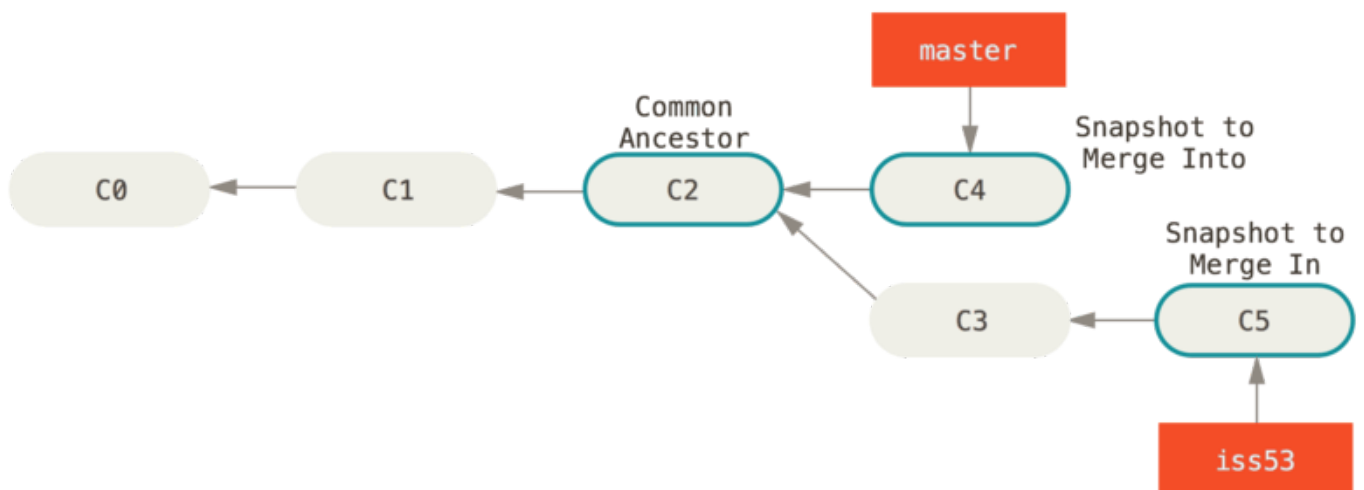 master
Common
Ancestor
Snapshot to
Merge Into
C0
C1
C2
C4
Snapshot to
Merge In
C3
C5
iss53